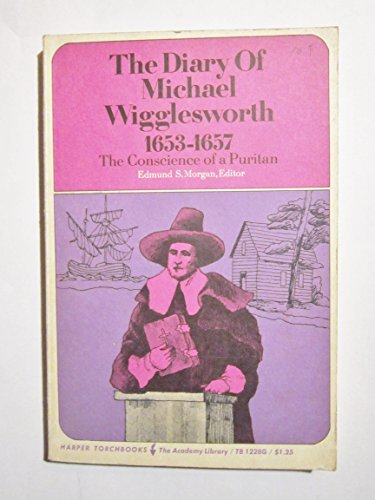 The Diary Of
Michael
Wigglesworth
1653-1657
The Conscience of a Puritan
Edmund S. Morgan, Editor
HARPER TORCHBOOKS The Academy Library / TB 1228G / $1.25